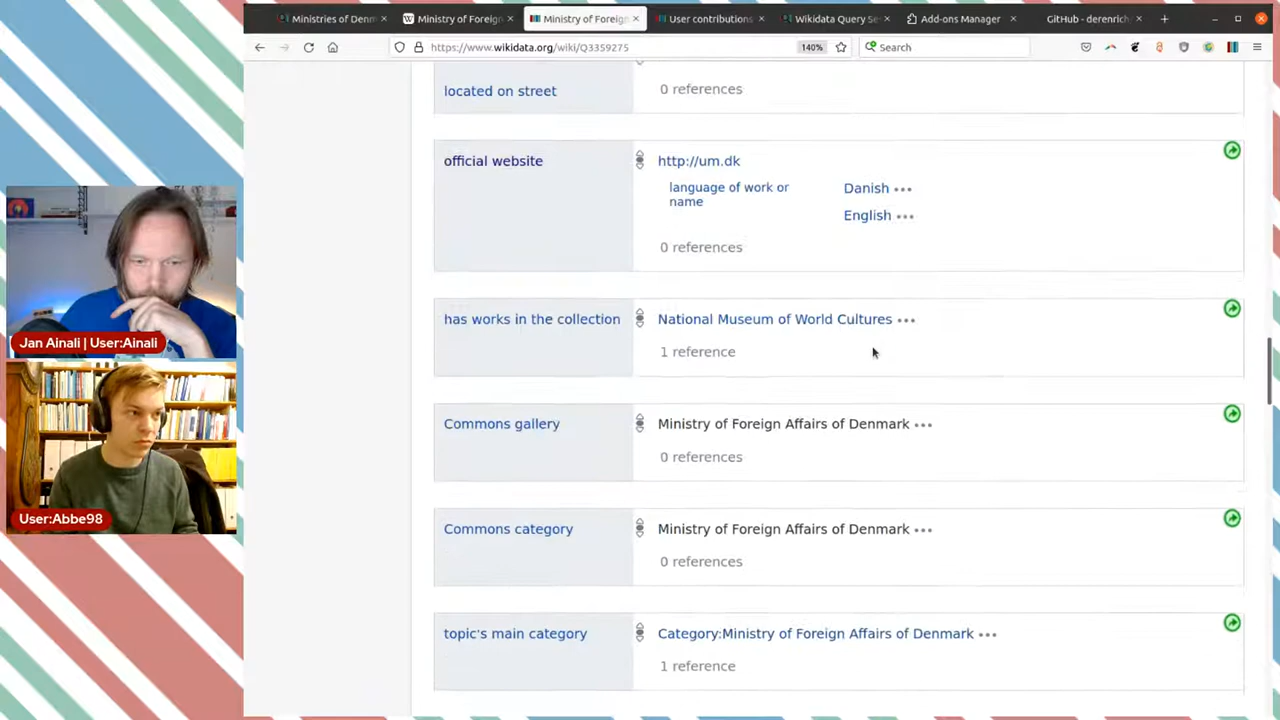 Ministries of Denm
Ministry of Foreign
Ministry of Foreig
User contributions
Wikidata Query Se
Add-ons Manager
GitHub - derenrich
https://www.wikidata.org/wiki/Q3359275
140%
Search
located on street
0 references
official website
http://um.dk
language of work or
name
Danish
English
0 references
has works in the collection
National Museum of World Cultures
1 reference
Commons gallery
Ministry of Foreign Affairs of Denmark
0 references
Commons category
Ministry of Foreign Affairs of Denmark
0 references
topic's main category
Category:Ministry of Foreign Affairs of Denmark
1 reference
Jan Ainali | User:Ainali
User:Abbe98